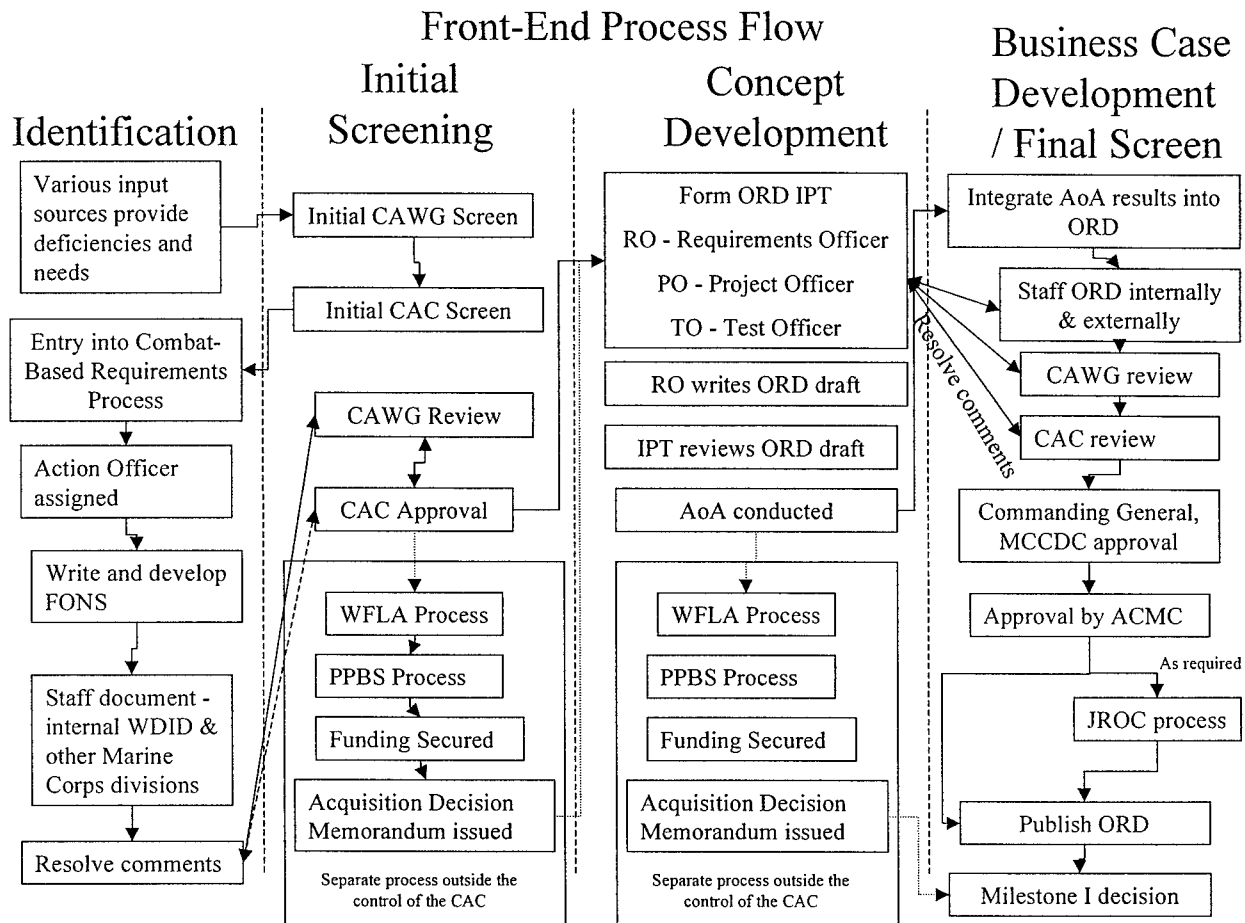 Front-End Process Flow
Identification
Various input
sources provide
deficiencies and
needs
Entry into Combat-
Based Requirements
Process
Action Officer
assigned
Write and develop
FONS
Staff document -
internal WDID &
other Marine
Corps divisions
Resolve comments
Initial
Screening
Initial CAWG Screen
Initial CAC Screen
CAWG Review
CAC Approval
WFLA Process
PPBS Process
Funding Secured
Acquisition Decision
Memorandum issued
Separate process outside the
control of the CAC
Concept
Development
Form ORD IPT
RO - Requirements Officer
PO - Project Officer
TO - Test Officer
RO writes ORD draft
IPT reviews ORD draft
AoA conducted
WFLA Process
PPBS Process
Funding Secured
Acquisition Decision
Memorandum issued
Separate process outside the
control of the CAC
Resolve comments
Business Case
Development
/ Final Screen
Integrate AoA results into
ORD
Staff ORD internally
& externally
CAWG review
CAC review
Commanding General,
MCCDC approval
Approval by ACMC
As required
JROC process
Publish ORD
Milestone I decision